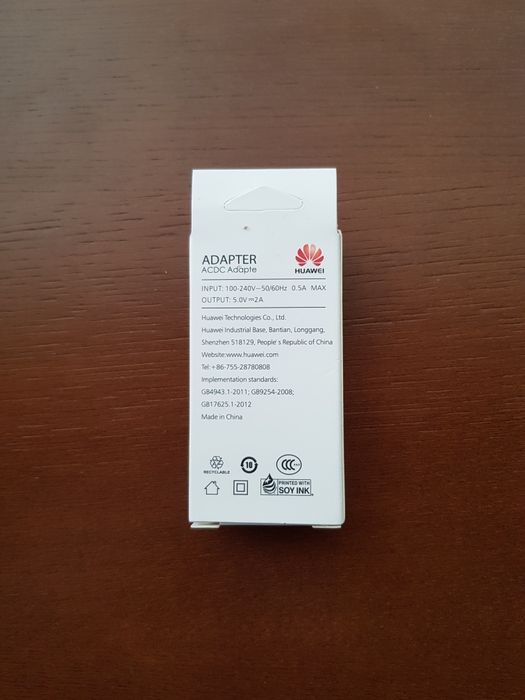 ADAPTER
ACDC Adapte
HUAWEI
INPUT: 100-240V~50/60Hz 0.5A MAX
OUTPUT: 5.0V⎓2A
Huawei Technologies Co., Ltd.
Huawei Industrial Base, Bantian, Longgang,
Shenzhen 518129, People's Republic of China
Website:www.huawei.com
Tel:+86-755-28780808
Implementation standards:
GB4943.1-2011; GB9254-2008;
GB17625.1-2012
Made in China
RECYCLABLE
10
CCC
PRINTED WITH
SOY INK